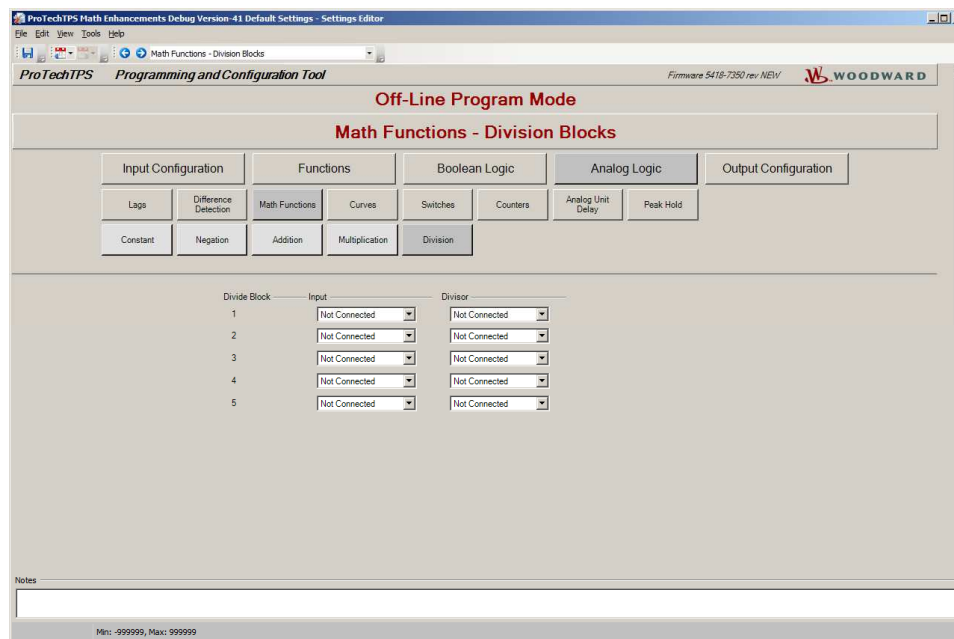 ProTechTPS Math Enhancements Debug Version-41 Default Settings - Settings Editor
File Edit View Tools Help
Math Functions - Division Blocks
ProTechTPS Programming and Configuration Tool Firmware 5418-7350 rev NEW WOODWARD
Off-Line Program Mode
Math Functions - Division Blocks
Input Configuration Functions Boolean Logic Analog Logic Output Configuration
Lags Difference Detection Math Functions Curves Switches Counters Analog Unit Delay Peak Hold
Constant Negation Addition Multiplication Division
Divide Block Input Divisor
1 Not Connected Not Connected
2 Not Connected Not Connected
3 Not Connected Not Connected
4 Not Connected Not Connected
5 Not Connected Not Connected
Notes
Min: -999999, Max: 999999